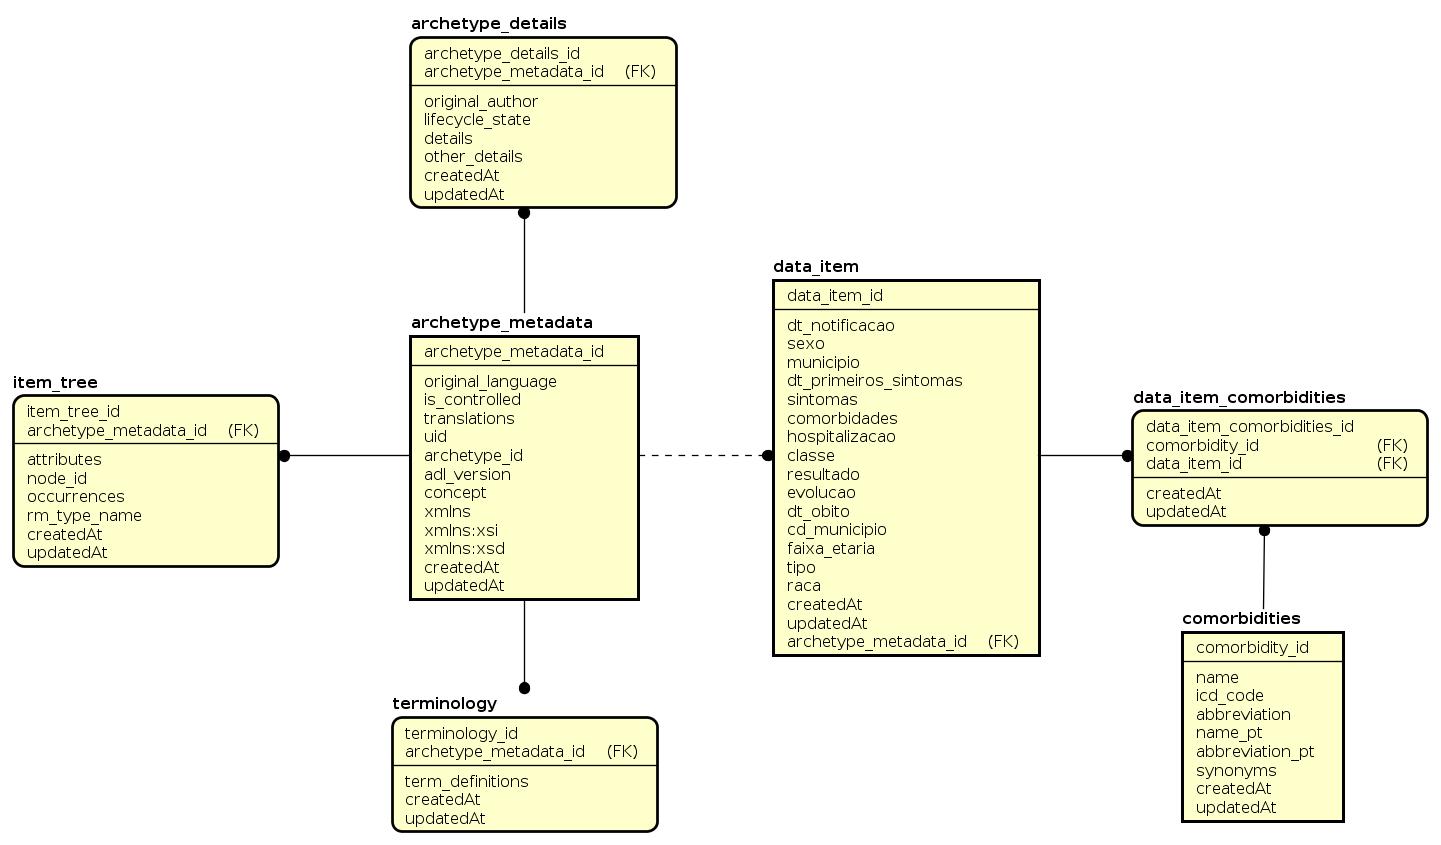 archetype_details
archetype_details_id
archetype_metadata_id (FK)
original_author
lifecycle_state
details
other_details
createdAt
updatedAt
archetype_metadata
archetype_metadata_id
original_language
is_controlled
translations
uid
archetype_id
adl_version
concept
xmlns
xmlns:xsi
xmlns:xsd
createdAt
updatedAt
item_tree
item_tree_id
archetype_metadata_id (FK)
attributes
node_id
occurrences
rm_type_name
createdAt
updatedAt
terminology
terminology_id
archetype_metadata_id (FK)
term_definitions
createdAt
updatedAt
data_item
data_item_id
dt_notificacao
sexo
municipio
dt_primeiros_sintomas
sintomas
comorbidades
hospitalizacao
classe
resultado
evolucao
dt_obito
cd_municipio
faixa_etaria
tipo
raca
createdAt
updatedAt
archetype_metadata_id (FK)
data_item_comorbidities
data_item_comorbidities_id
comorbidity_id (FK)
data_item_id (FK)
createdAt
updatedAt
comorbidities
comorbidity_id
name
icd_code
abbreviation
name_pt
abbreviation_pt
synonyms
createdAt
updatedAt